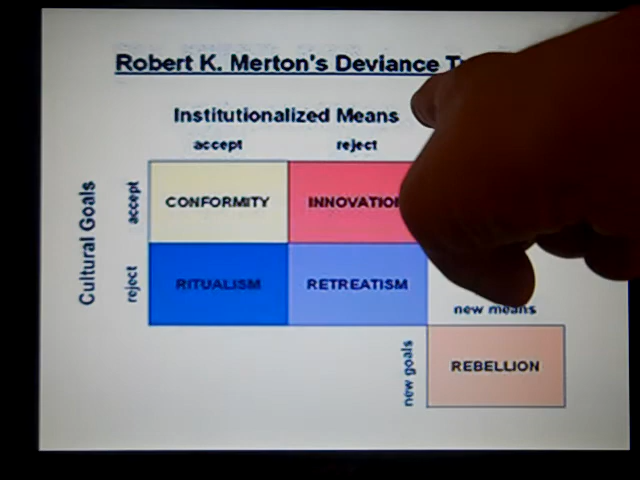 Robert K. Merton's Deviance
Institutionalized Means
accept reject
Cultural Goals
accept
CONFORMITY
reject
RITUALISM RETREATISM
new means
new goals
REBELLION